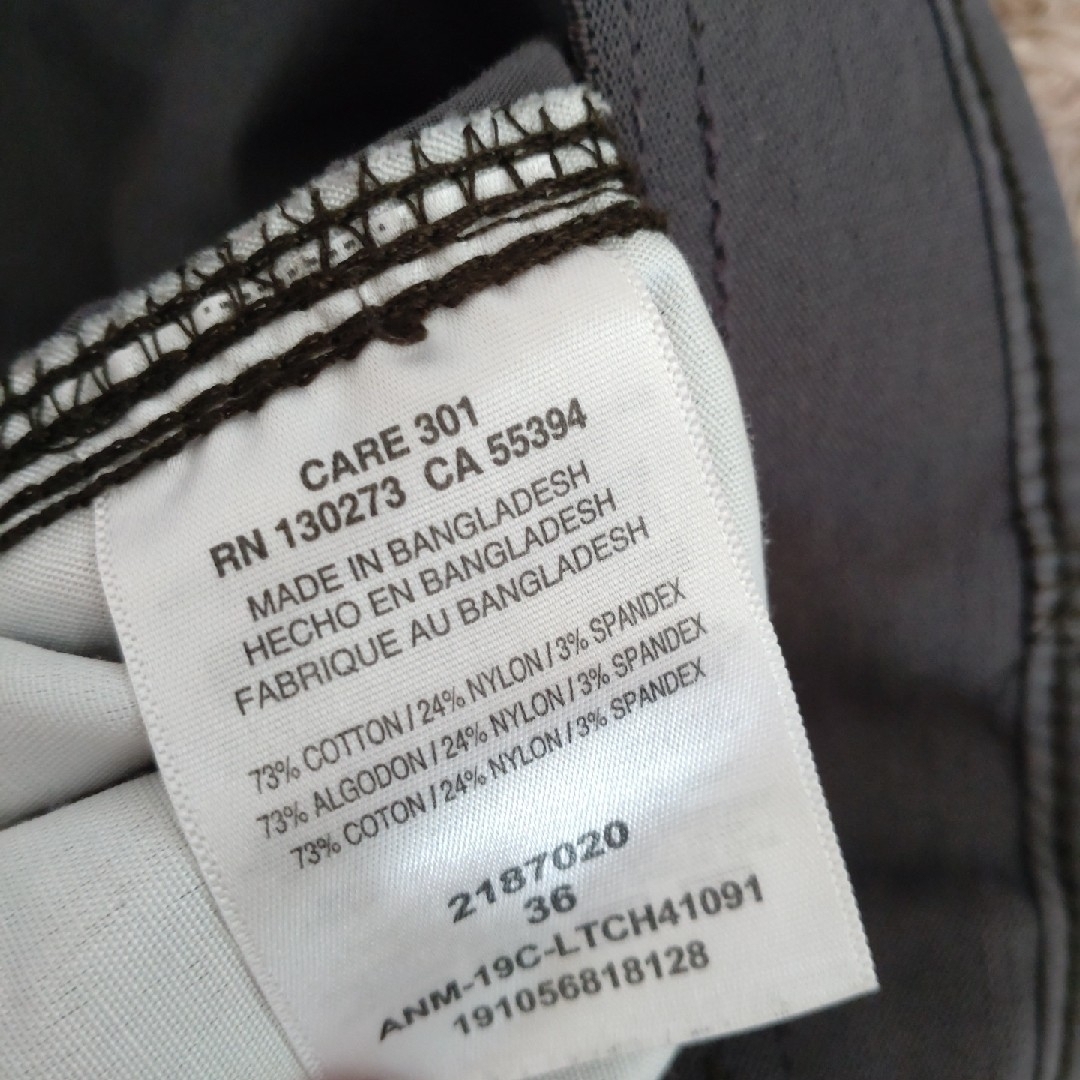 CARE 301
RN 130273 CA 55394
MADE IN BANGLADESH
HECHO EN BANGLADESH
FABRIQUE AU BANGLADESH
73% COTTON / 24% NYLON / 3% SPANDEX
73% ALGODON / 24% NYLON / 3% SPANDEX
73% COTON / 24% NYLON / 3% SPANDEX
2187020
36
ANM-19C-LTCH41091
191056818128